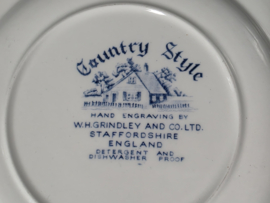 Country Style
HAND ENGRAVING BY
W.H.GRINDLEY AND CO.LTD.
STAFFORDSHIRE
ENGLAND
DETERGENT AND
DISHWASHER PROOF